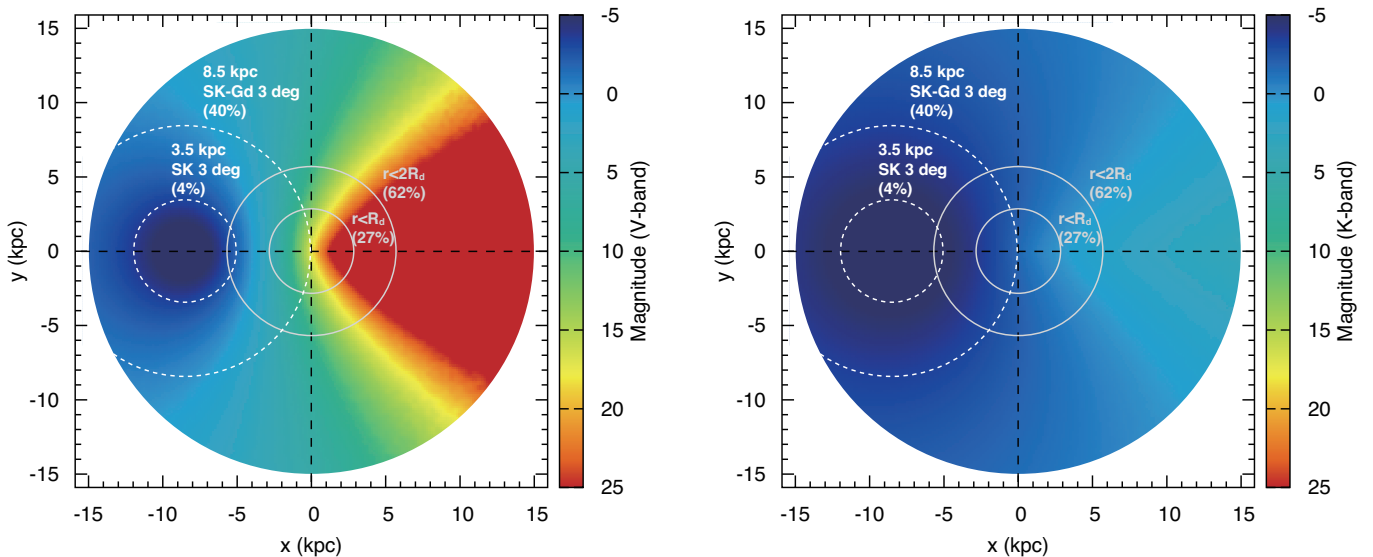 15
10
5
0
-5
-10
-15
-15
-10
-5
0
5
10
15
y (kpc)
x (kpc)
8.5 kpc
SK-Gd 3 deg
(40%)
3.5 kpc
SK 3 deg
(4%)
r<2R_d
(62%)
r<R_d
(27%)
-5
0
5
10
15
20
25
Magnitude (V-band)
15
10
5
0
-5
-10
-15
-15
-10
-5
0
5
10
15
y (kpc)
x (kpc)
8.5 kpc
SK-Gd 3 deg
(40%)
3.5 kpc
SK 3 deg
(4%)
r<2R_d
(62%)
r<R_d
(27%)
-5
0
5
10
15
20
25
Magnitude (K-band)